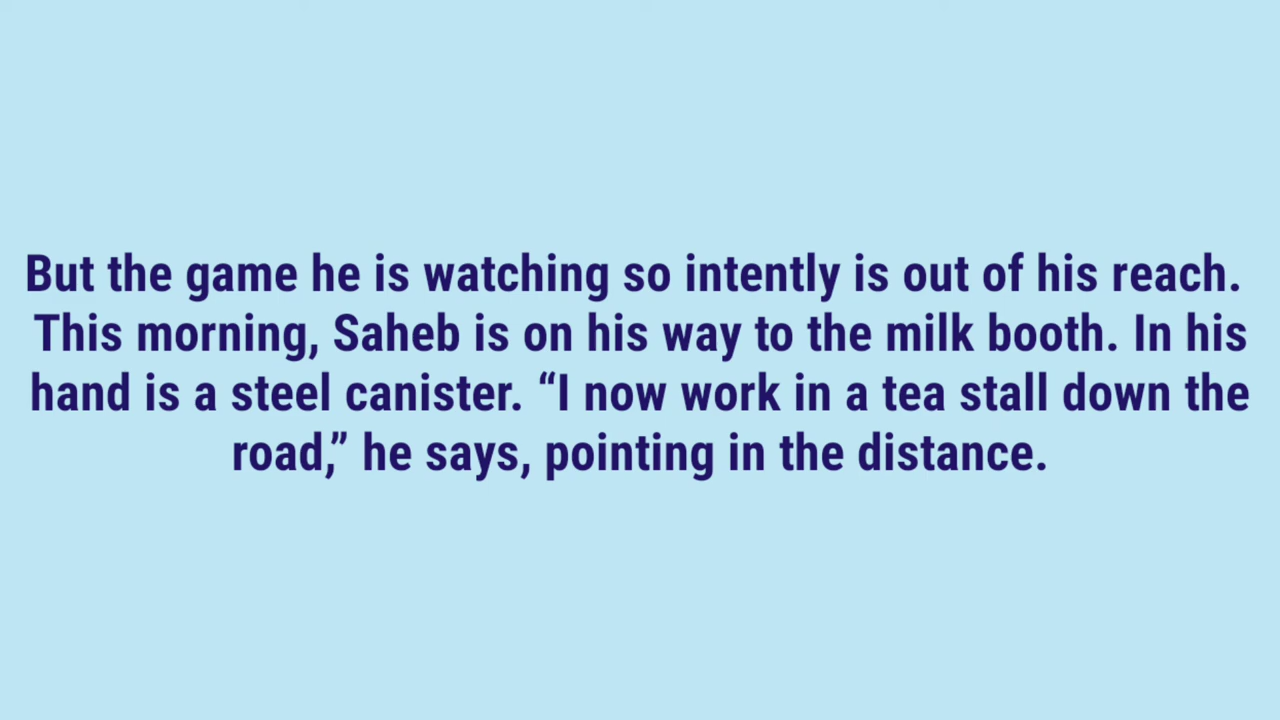 But the game he is watching so intently is out of his reach.
This morning, Saheb is on his way to the milk booth. In his
hand is a steel canister. “I now work in a tea stall down the
road,” he says, pointing in the distance.